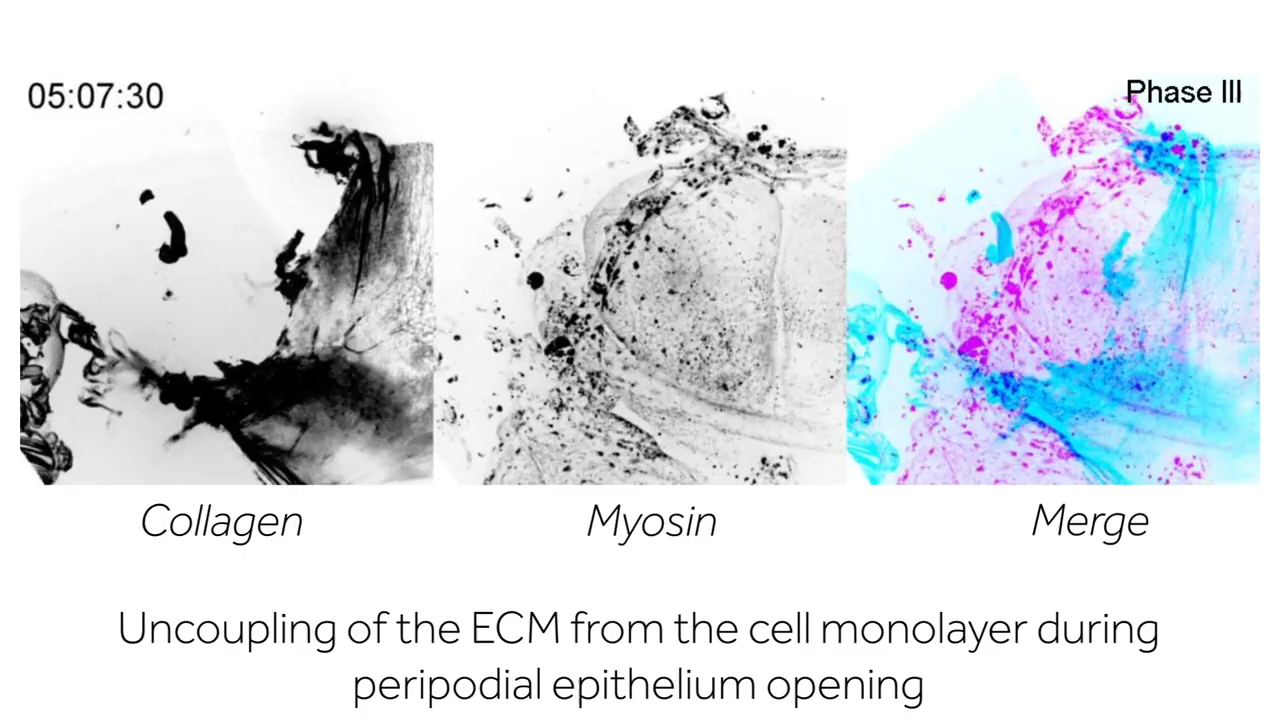 05:07:30
Phase III
Collagen
Myosin
Merge
Uncoupling of the ECM from the cell monolayer during
peripodial epithelium opening